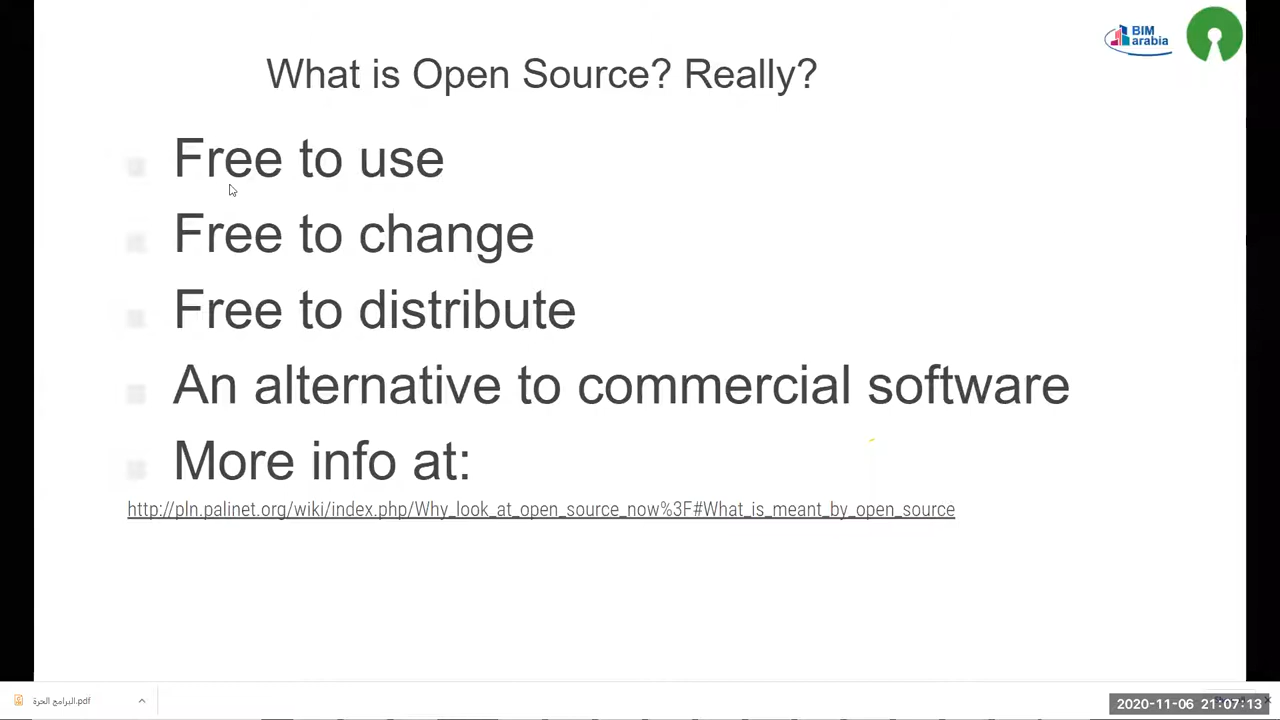 BIM
arabia
What is Open Source? Really?
Free to use
Free to change
Free to distribute
An alternative to commercial software
More info at:
http://pln.palinet.org/wiki/index.php/Why_look_at_open_source_now%3F#What_is_meant_by_open_source
البرامج الحرة.pdf
2020-11-06 21:07:13